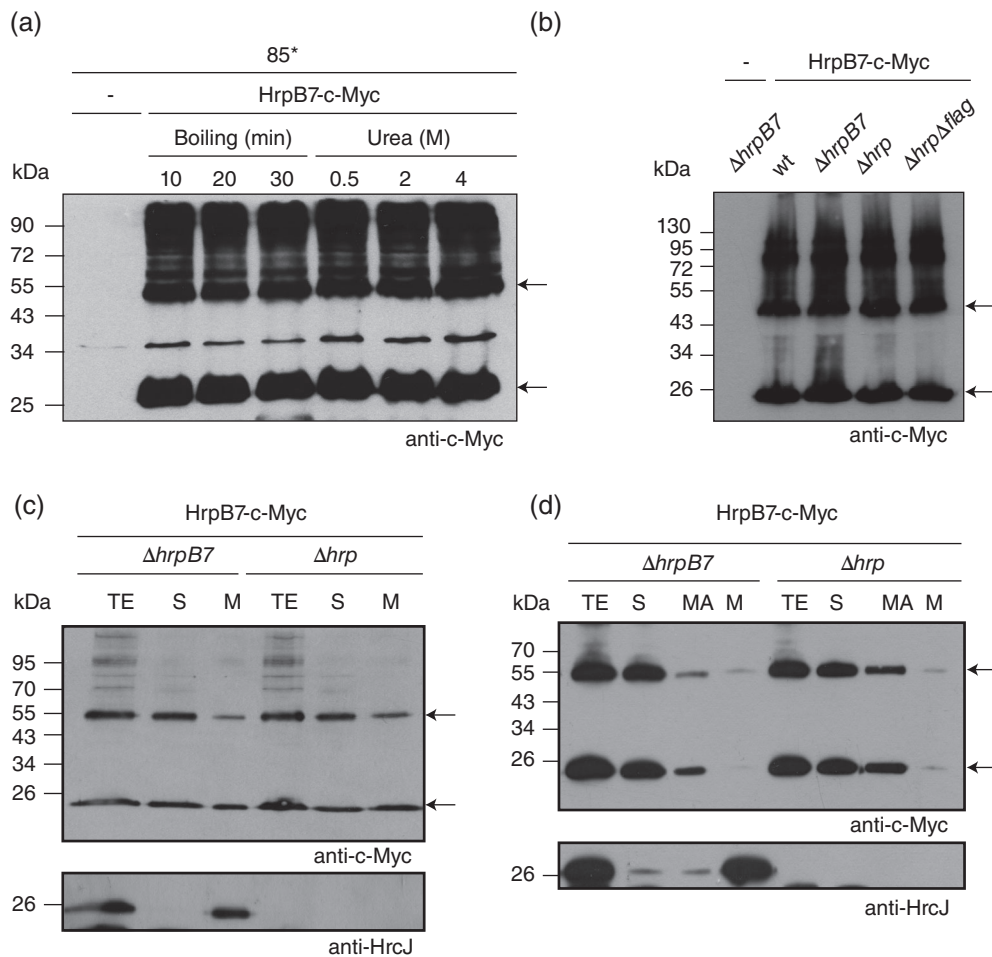 (a)
85*
- HrpB7-c-Myc
Boiling (min) Urea (M)
kDa 10 20 30 0.5 2 4
90
72
55
43
34
25
anti-c-Myc
(b)
- HrpB7-c-Myc
kDa ΔhrpB7 wt ΔhrpB7 Δhrp ΔhrpΔflag
130
95
72
55
43
34
26
anti-c-Myc
(c)
HrpB7-c-Myc
ΔhrpB7 Δhrp
kDa TE S M TE S M
95
70
55
43
34
26
anti-c-Myc
26
anti-HrcJ
(d)
HrpB7-c-Myc
ΔhrpB7 Δhrp
kDa TE S MA M TE S MA M
70
55
43
34
26
anti-c-Myc
26
anti-HrcJ